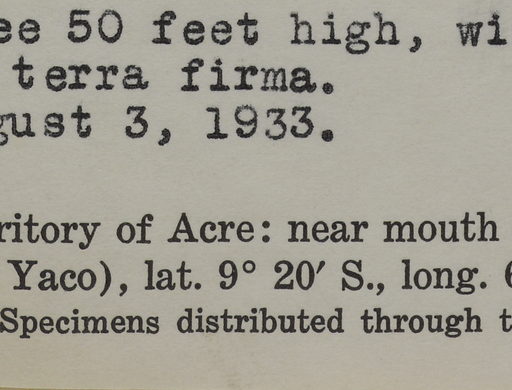 ee 50 feet high, wi
terra firma.
gust 3, 1933.
ritory of Acre: near mouth
Yaco), lat. 9° 20′ S., long. 6
Specimens distributed through t